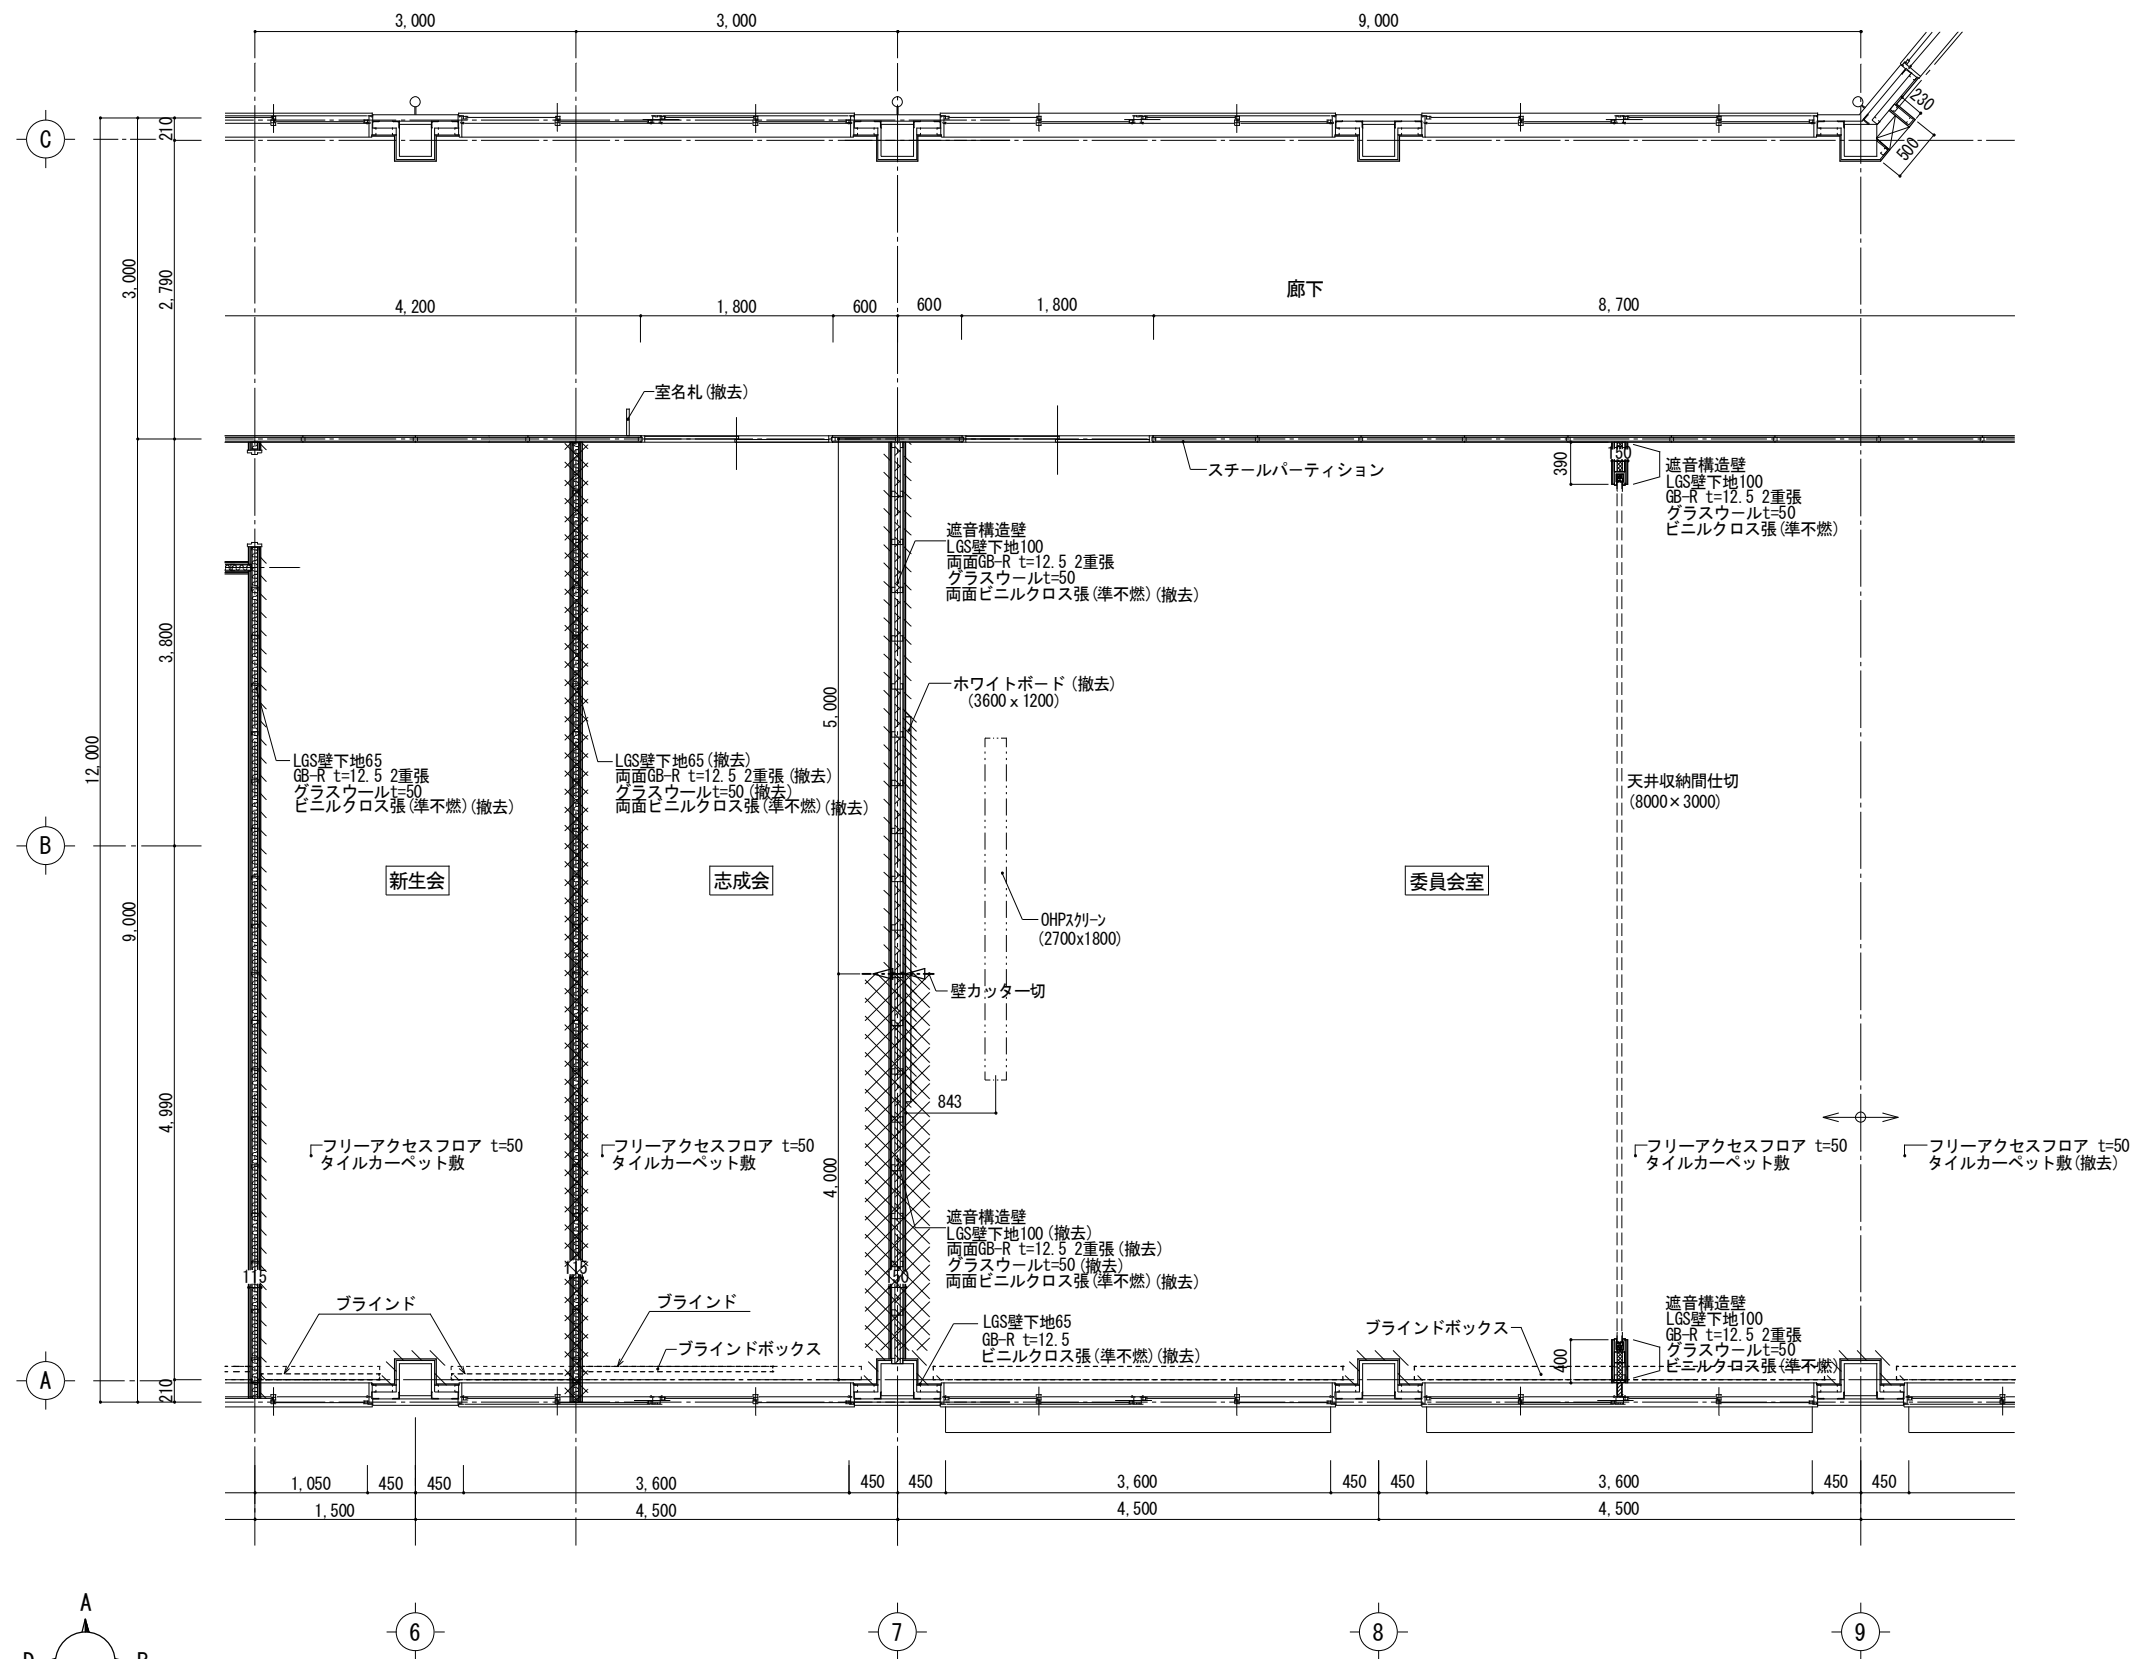 3,000
3,000
9,000
C
210
3,000
2,790
230
500
廊下
4,200
1,800
600
600
1,800
8,700
室名札(撤去)
スチールパーティション
390
150
遮音構造壁
LGS壁下地100
GB-R t=12.5 2重張
グラスウールt=50
ビニルクロス張(準不燃)
遮音構造壁
LGS壁下地100
両面GB-R t=12.5 2重張
グラスウールt=50
両面ビニルクロス張(準不燃)(撤去)
3,800
ホワイトボード(撤去)
(3600x1200)
5,000
12,000
LGS壁下地65
GB-R t=12.5 2重張
グラスウールt=50
ビニルクロス張(準不燃)(撤去)
LGS壁下地65(撤去)
両面GB-R t=12.5 2重張(撤去)
グラスウールt=50(撤去)
両面ビニルクロス張(準不燃)(撤去)
天井収納間仕切
(8000×3000)
B
新生会
志成会
委員会室
9,000
OHPスクリーン
(2700x1800)
壁カッター切
4,990
843
フリーアクセスフロア t=50
タイルカーペット敷
フリーアクセスフロア t=50
タイルカーペット敷
4,000
フリーアクセスフロア t=50
タイルカーペット敷
フリーアクセスフロア t=50
タイルカーペット敷(撤去)
遮音構造壁
LGS壁下地100(撤去)
両面GB-R t=12.5 2重張(撤去)
グラスウールt=50(撤去)
両面ビニルクロス張(準不燃)(撤去)
115
115
150
ブラインド
ブラインド
ブラインドボックス
LGS壁下地65
GB-R t=12.5
ビニルクロス張(準不燃)(撤去)
ブラインドボックス
400
遮音構造壁
LGS壁下地100
GB-R t=12.5 2重張
グラスウールt=50
ビニルクロス張(準不燃)
A
210
1,050
450
450
3,600
450
450
3,600
450
450
3,600
450
450
1,500
4,500
4,500
4,500
A
6
7
8
9